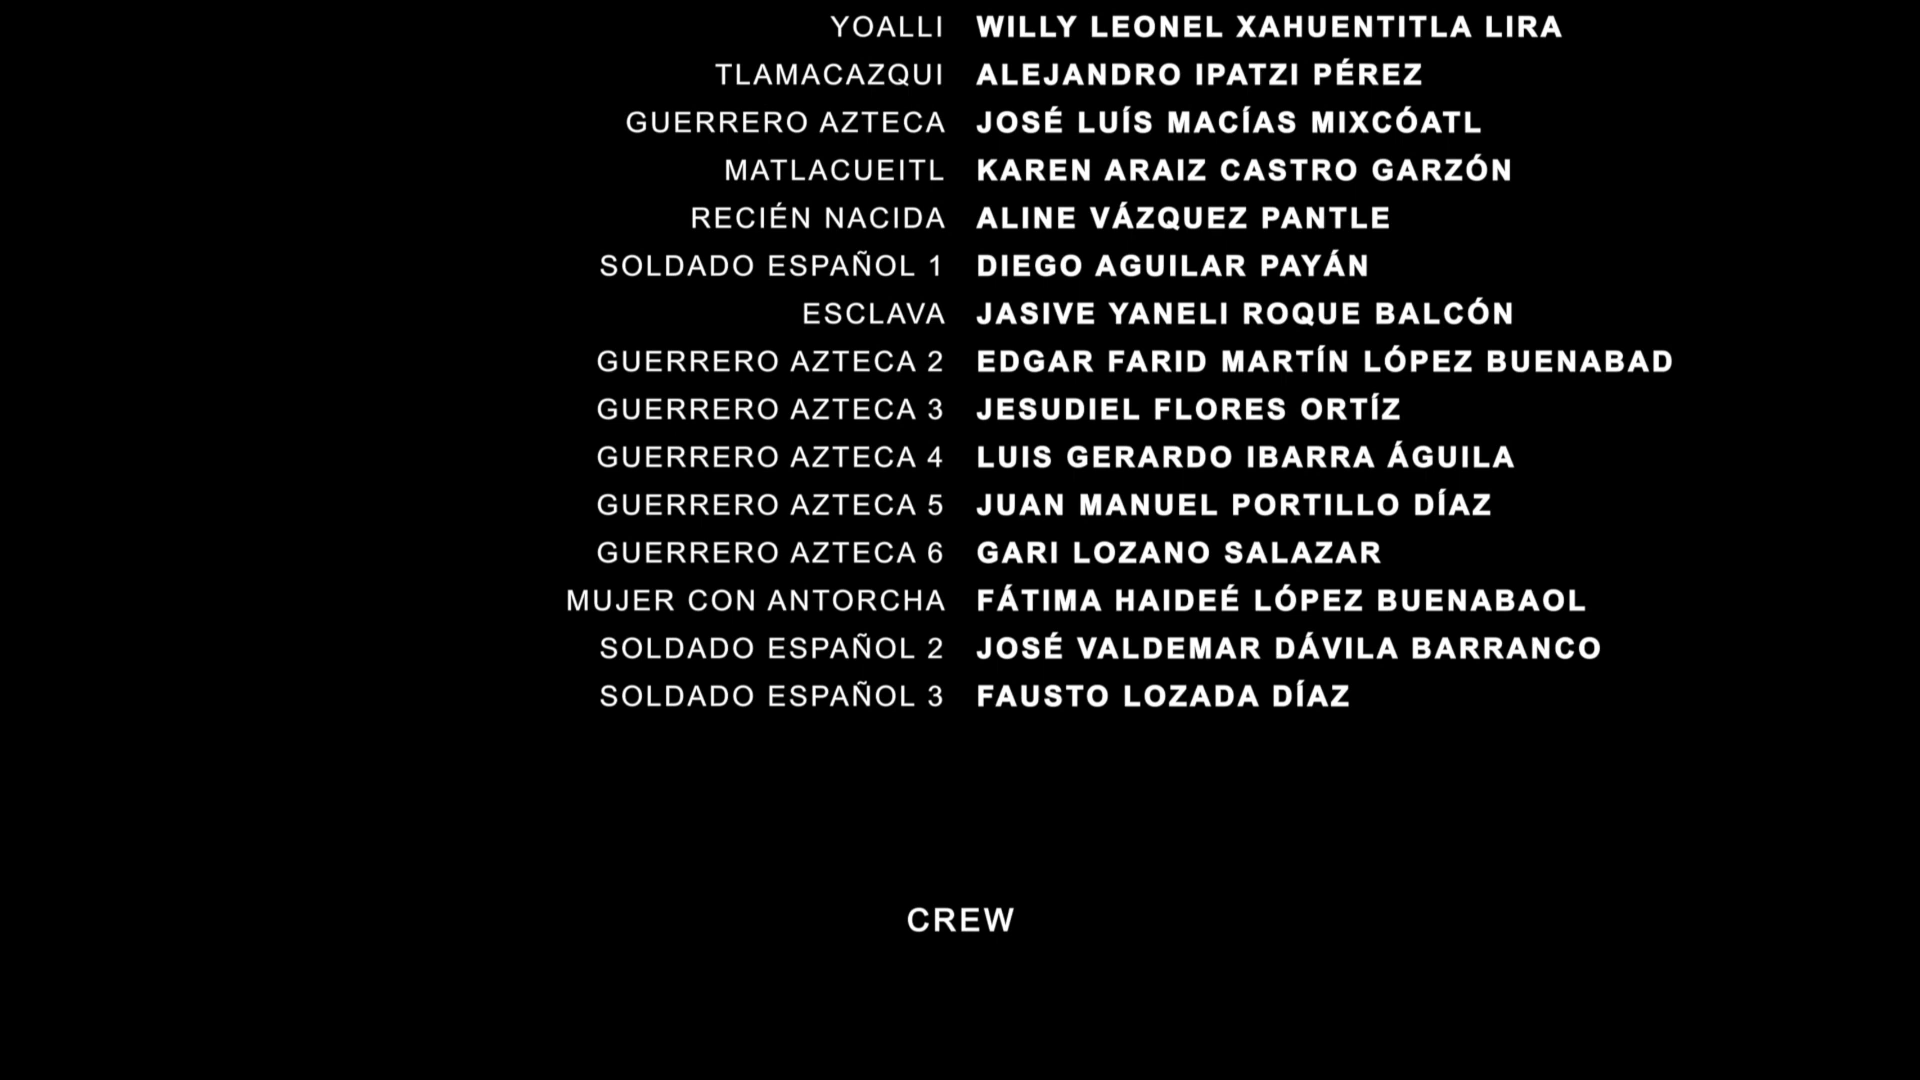 YOALLI WILLY LEONEL XAHUENTITLA LIRA
TLAMACAZQUI ALEJANDRO IPATZI PÉREZ
GUERRERO AZTECA JOSÉ LUÍS MACÍAS MIXCÓATL
MATLACUEITL KAREN ARAIZ CASTRO GARZÓN
RECIÉN NACIDA ALINE VÁZQUEZ PANTLE
SOLDADO ESPAÑOL 1 DIEGO AGUILAR PAYÁN
ESCLAVA JASIVE YANELI ROQUE BALCÓN
GUERRERO AZTECA 2 EDGAR FARID MARTÍN LÓPEZ BUENABAD
GUERRERO AZTECA 3 JESUDIEL FLORES ORTÍZ
GUERRERO AZTECA 4 LUIS GERARDO IBARRA ÁGUILA
GUERRERO AZTECA 5 JUAN MANUEL PORTILLO DÍAZ
GUERRERO AZTECA 6 GARI LOZANO SALAZAR
MUJER CON ANTORCHA FÁTIMA HAIDEÉ LÓPEZ BUENABAOL
SOLDADO ESPAÑOL 2 JOSÉ VALDEMAR DÁVILA BARRANCO
SOLDADO ESPAÑOL 3 FAUSTO LOZADA DÍAZ
CREW